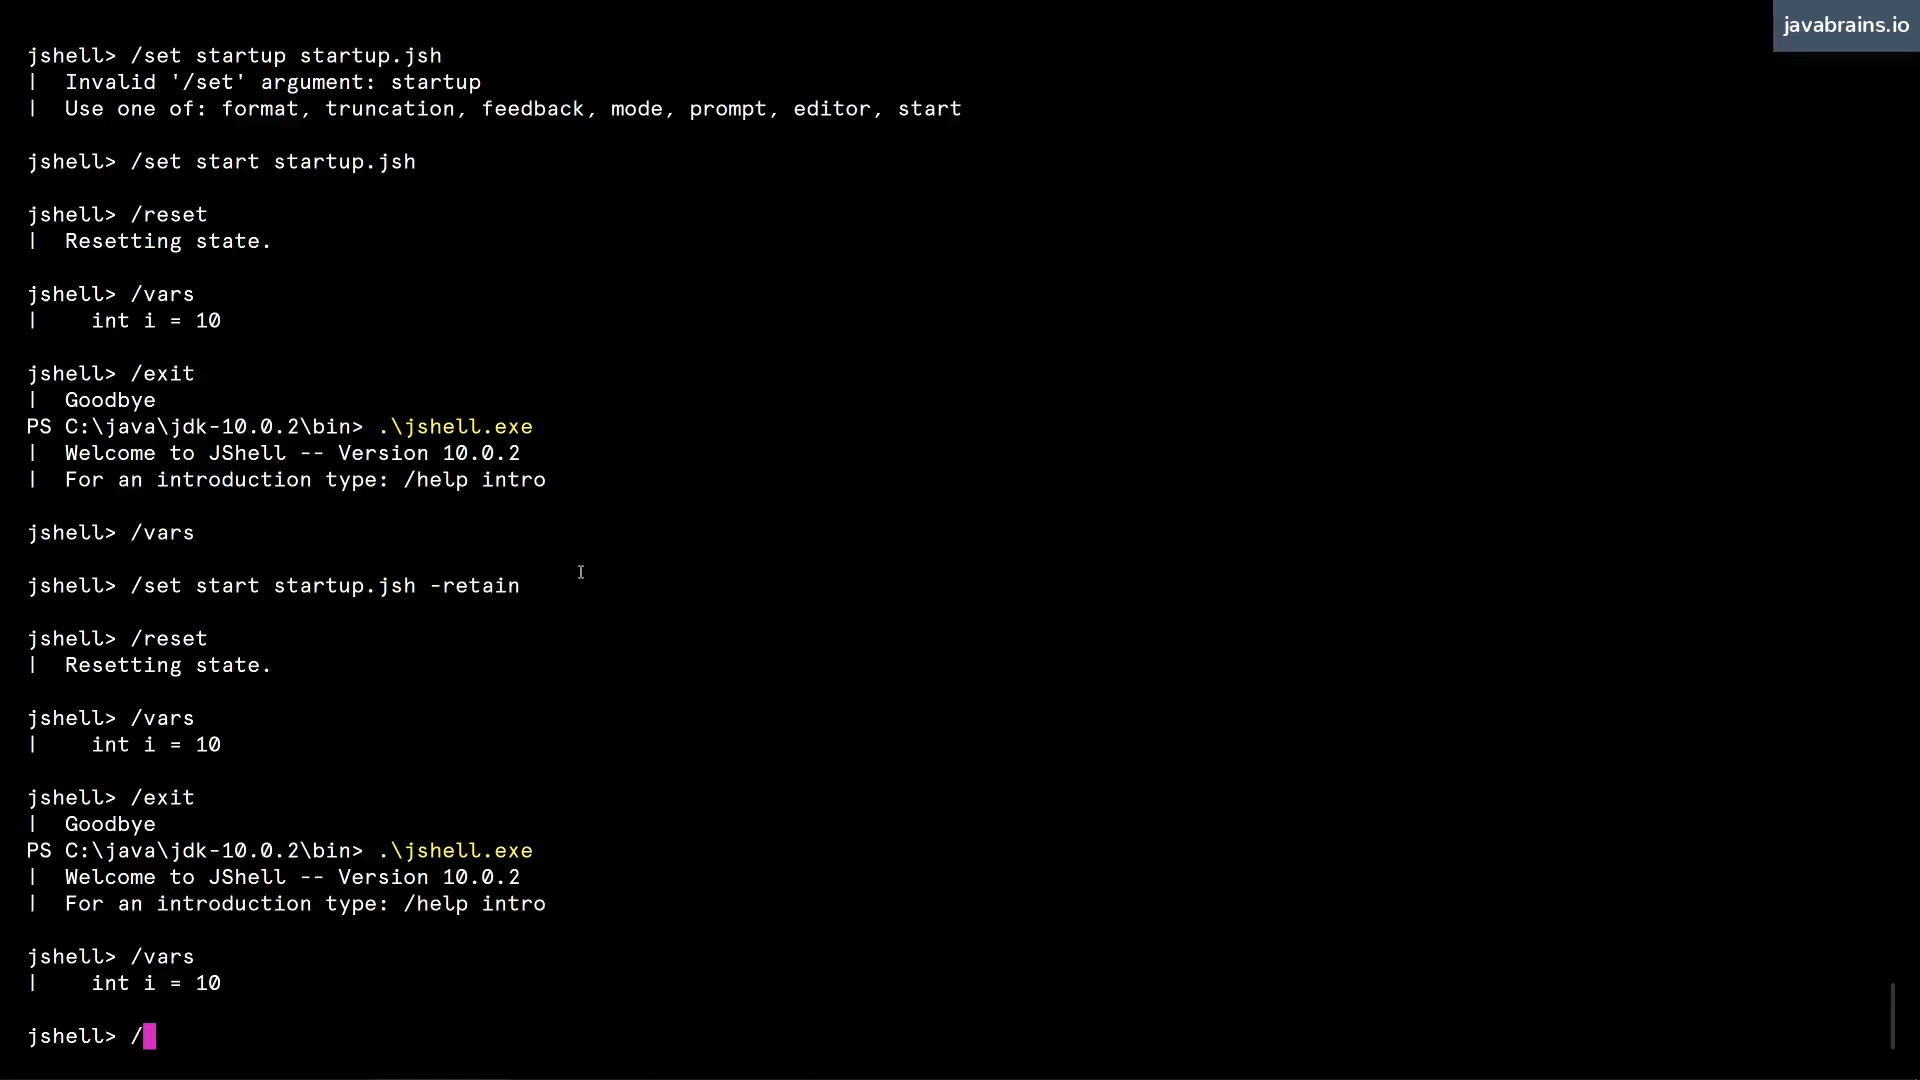 javabrains.io
jshell> /set startup startup.jsh
|  Invalid '/set' argument: startup
|  Use one of: format, truncation, feedback, mode, prompt, editor, start
jshell> /set start startup.jsh
jshell> /reset
|  Resetting state.
jshell> /vars
|    int i = 10
jshell> /exit
|  Goodbye
PS C:\java\jdk-10.0.2\bin> .\jshell.exe
|  Welcome to JShell -- Version 10.0.2
|  For an introduction type: /help intro
jshell> /vars
jshell> /set start startup.jsh -retain
jshell> /reset
|  Resetting state.
jshell> /vars
|    int i = 10
jshell> /exit
|  Goodbye
PS C:\java\jdk-10.0.2\bin> .\jshell.exe
|  Welcome to JShell -- Version 10.0.2
|  For an introduction type: /help intro
jshell> /vars
|    int i = 10
jshell> /